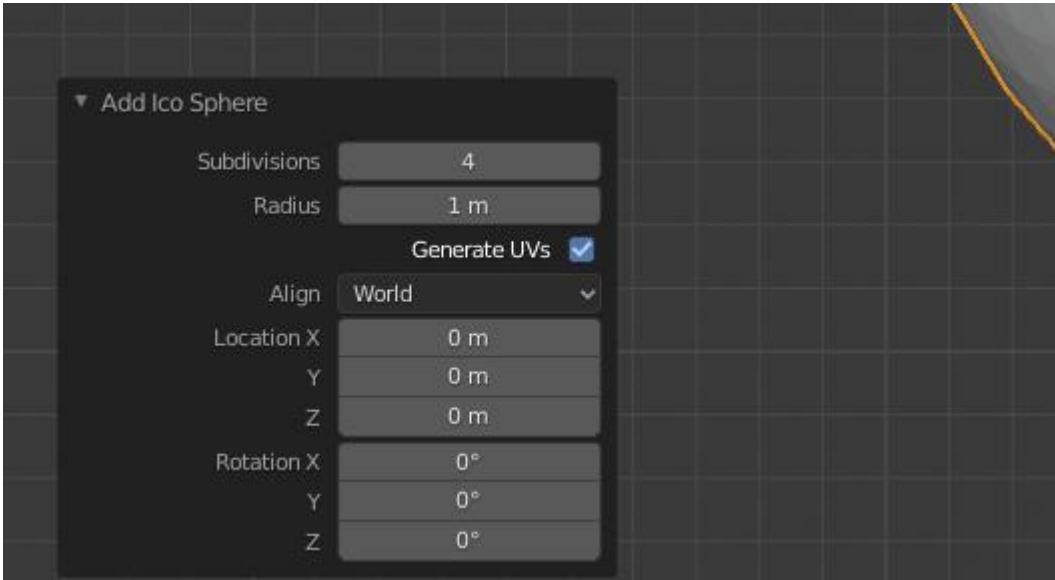 Add Ico Sphere
Subdivisions 4
Radius 1 m
Generate UVs
Align World
Location X 0 m
Y 0 m
Z 0 m
Rotation X 0°
Y 0°
Z 0°